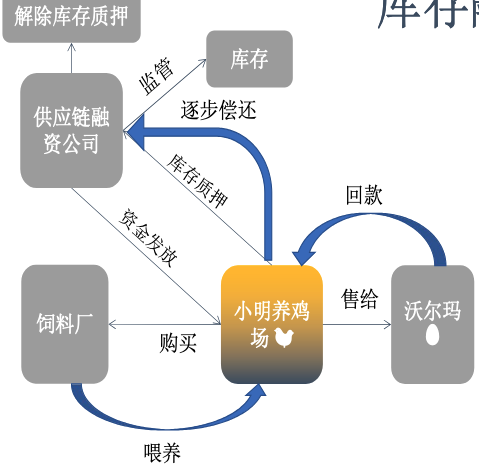 解除库存质押
库存融
监管
库存
供应链融
资公司
逐步偿还
库存质押
回款
资金发放
饲料厂
小明养鸡
场
售给
沃尔玛
购买
喂养